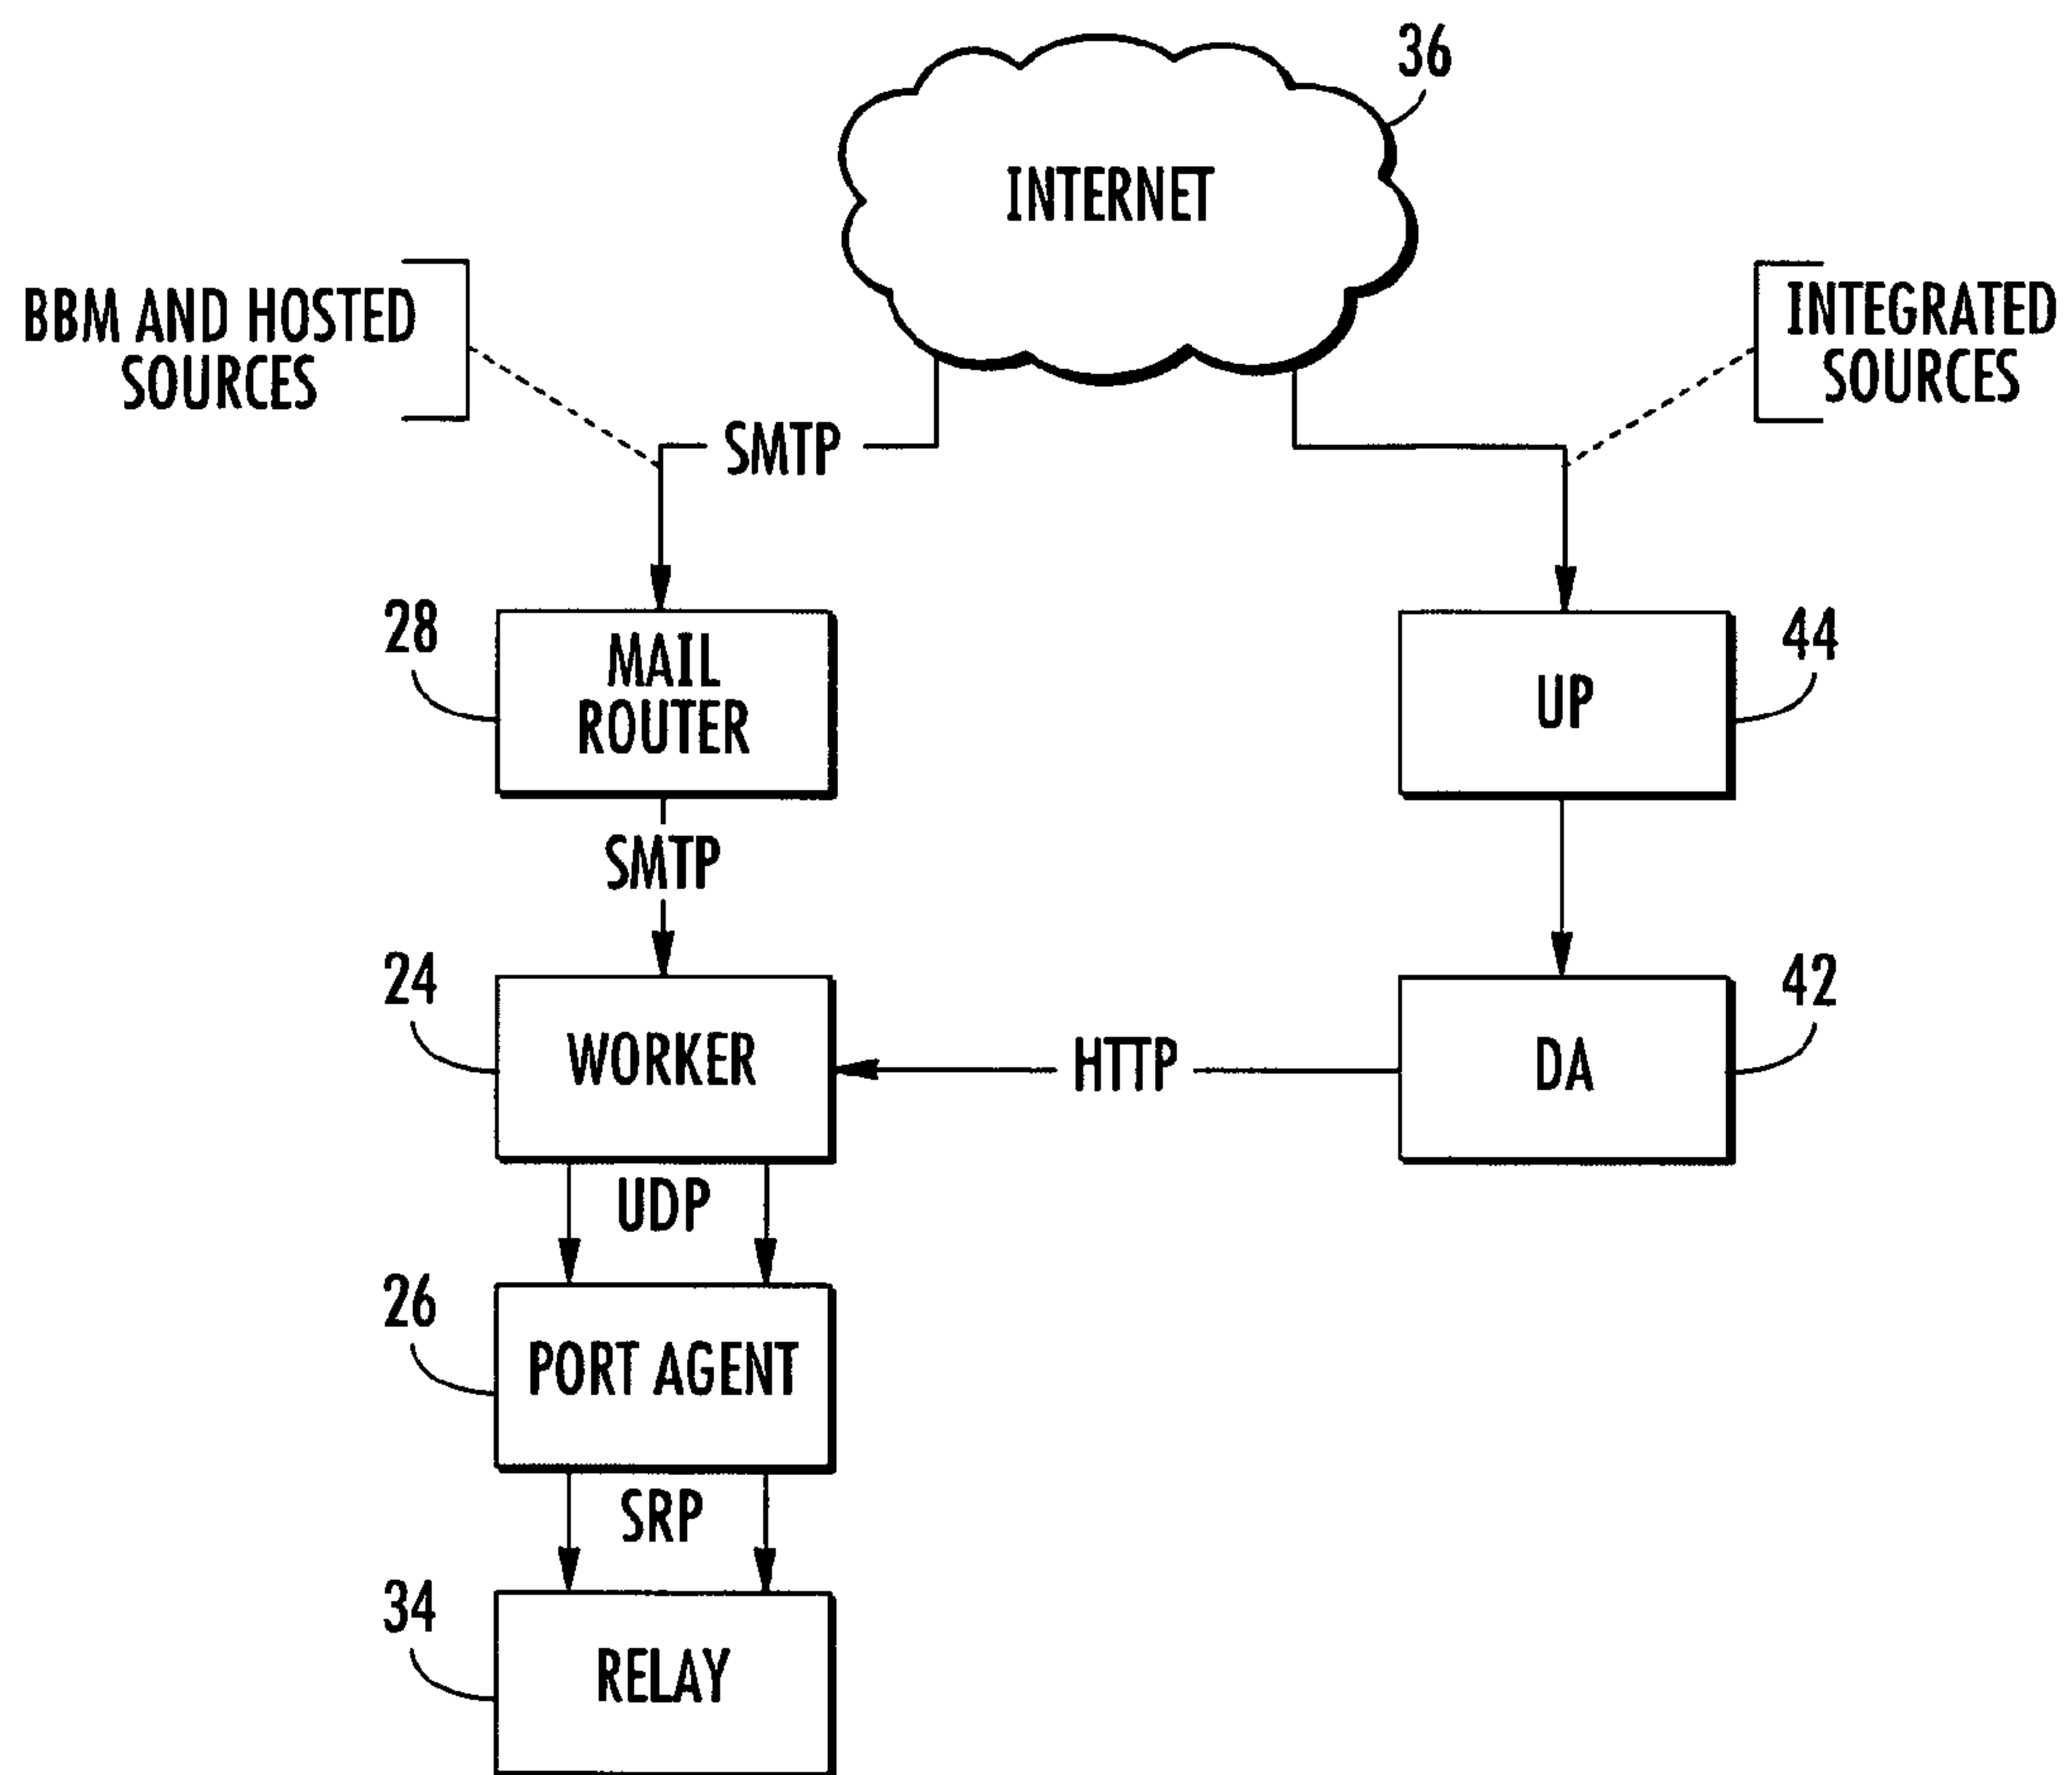 36
INTERNET
BBM AND HOSTED
SOURCES
INTEGRATED
SOURCES
SMTP
28
MAIL
ROUTER
44
UP
SMTP
24
WORKER
HTTP
42
DA
UDP
26
PORT AGENT
SRP
34
RELAY